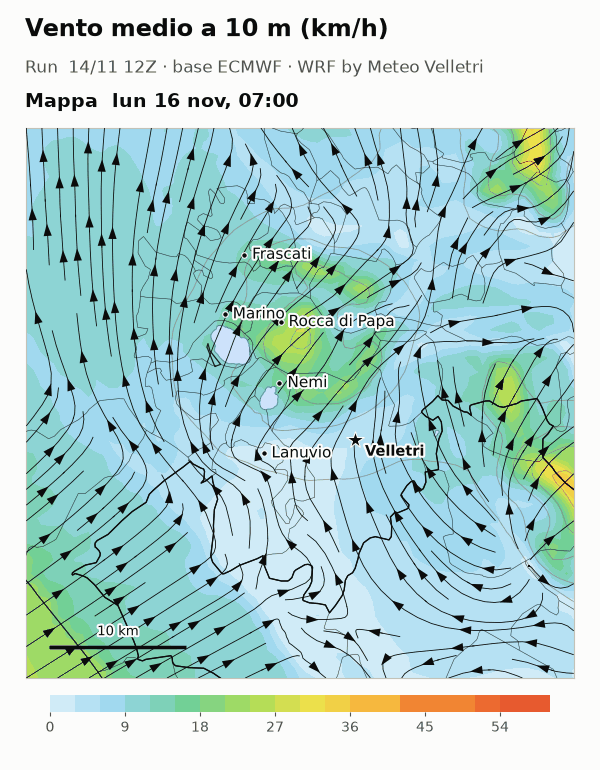 Vento medio a 10 m (km/h)
Run  14/11 12Z · base ECMWF · WRF by Meteo Velletri
Mappa  lun 16 nov, 07:00
Frascati
Marino
Rocca di Papa
Nemi
Velletri
Lanuvio
10 km
0 9 18 27 36 45 54